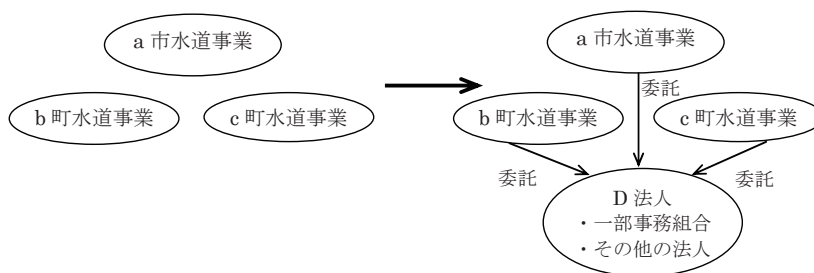 a 市水道事業
b 町水道事業
c 町水道事業
a 市水道事業
委託
b 町水道事業
c 町水道事業
委託
委託
D 法人
・一部事務組合
・その他の法人